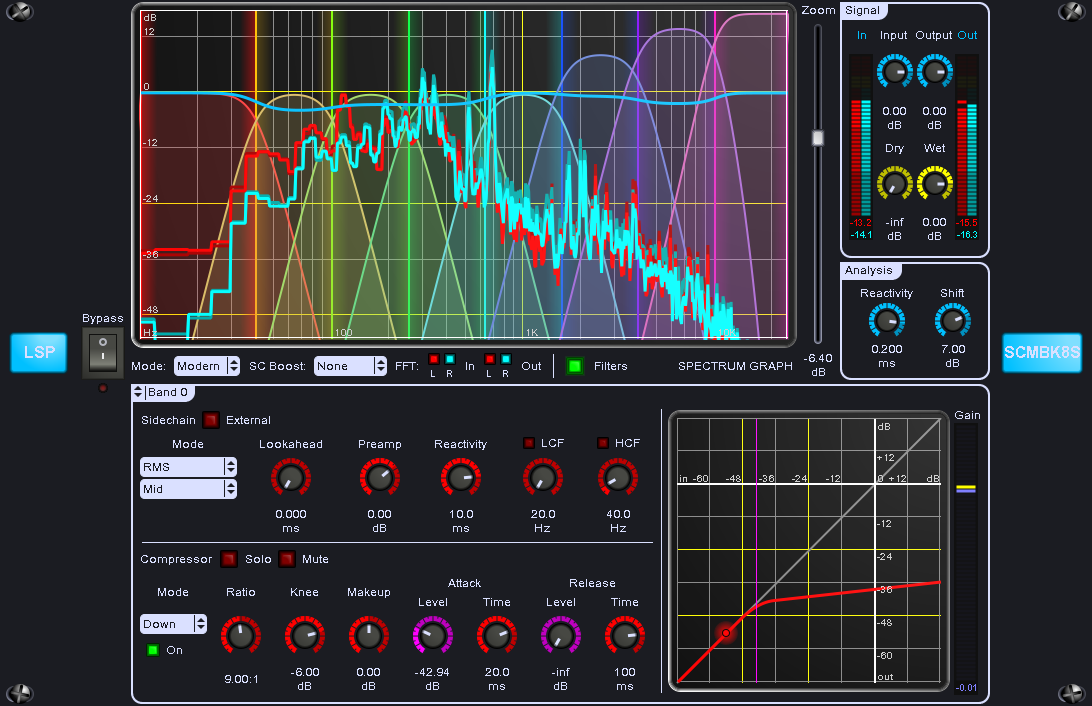 Zoom
Signal
dB
12
0
-12
-24
-36
-48
Hz
100
1K
10K
In Input Output Out
0.00 0.00
dB dB
Dry Wet
-inf 0.00
dB dB
-13.2 -15.5
-14.1 -16.3
Analysis
Reactivity Shift
0.200 7.00
ms dB
Bypass
LSP
SCMBK8S
-6.40
dB
Mode: Modern SC Boost: None FFT: L R In L R Out Filters SPECTRUM GRAPH
Band 0
Sidechain External
Mode Lookahead Preamp Reactivity LCF HCF
RMS
Mid
0.000 0.00 10.0 20.0 40.0
ms dB ms Hz Hz
Compressor Solo Mute
Mode Ratio Knee Makeup Attack Release
Level Time Level Time
Down
On
9.00:1 -6.00 0.00 -42.94 20.0 -inf 100
dB dB dB ms dB ms
Gain
dB
+12
in -60 -48 -36 -24 -12 0 +12 dB
-12
-24
-36
-48
-60
out
-0.01